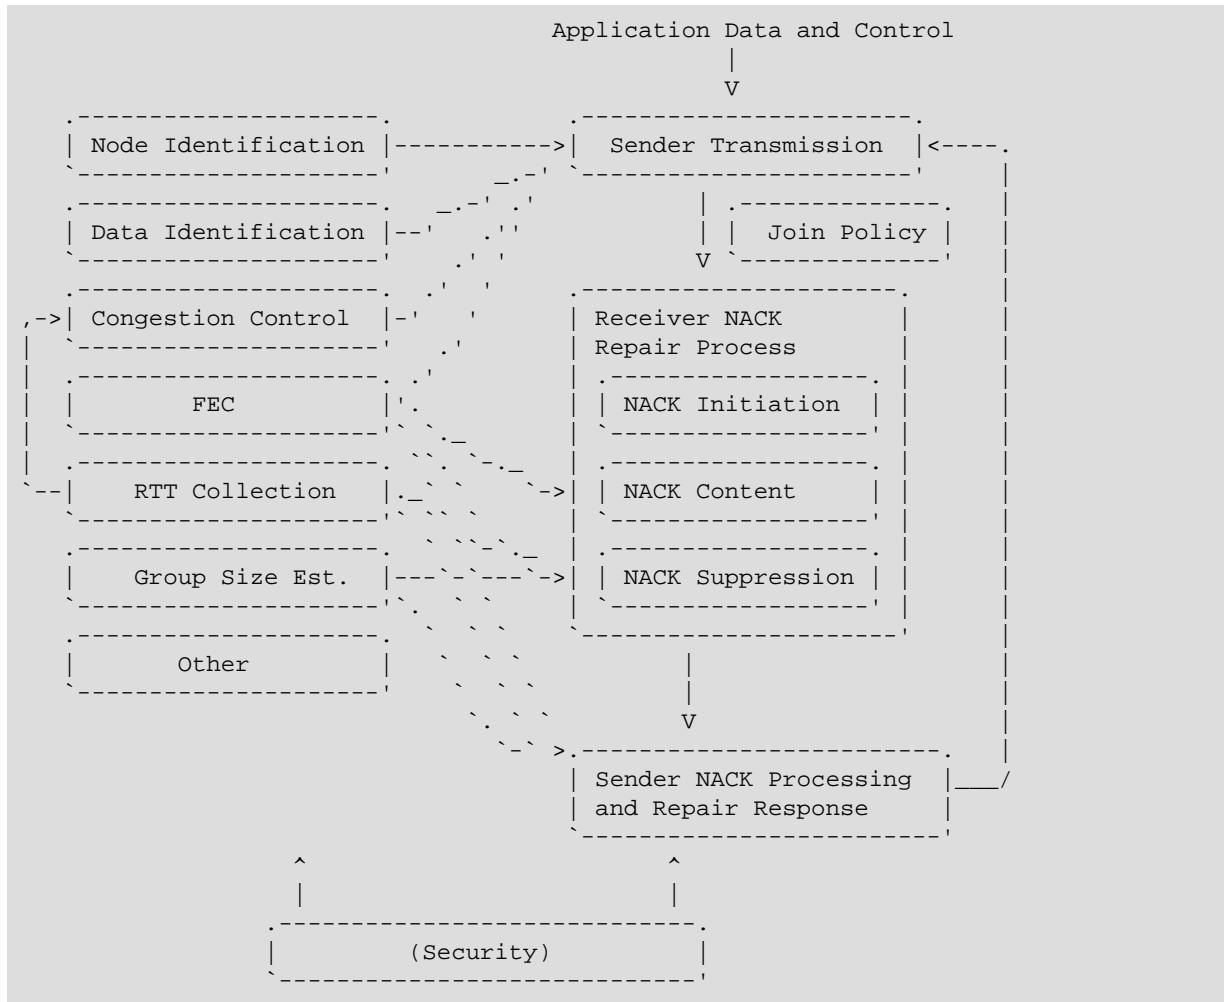 Application Data and Control
Node Identification
Sender Transmission
Data Identification
Join Policy
Congestion Control
Receiver NACK
Repair Process
FEC
NACK Initiation
RTT Collection
NACK Content
Group Size Est.
NACK Suppression
Other
Sender NACK Processing
and Repair Response
(Security)